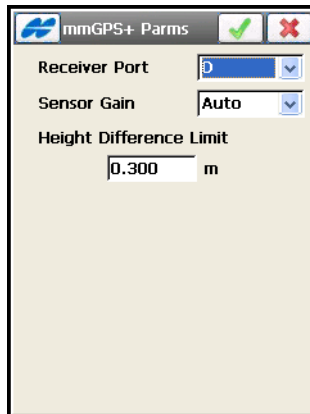 mmGPS+ Parms
Receiver Port D
Sensor Gain Auto
Height Difference Limit
0.300 m